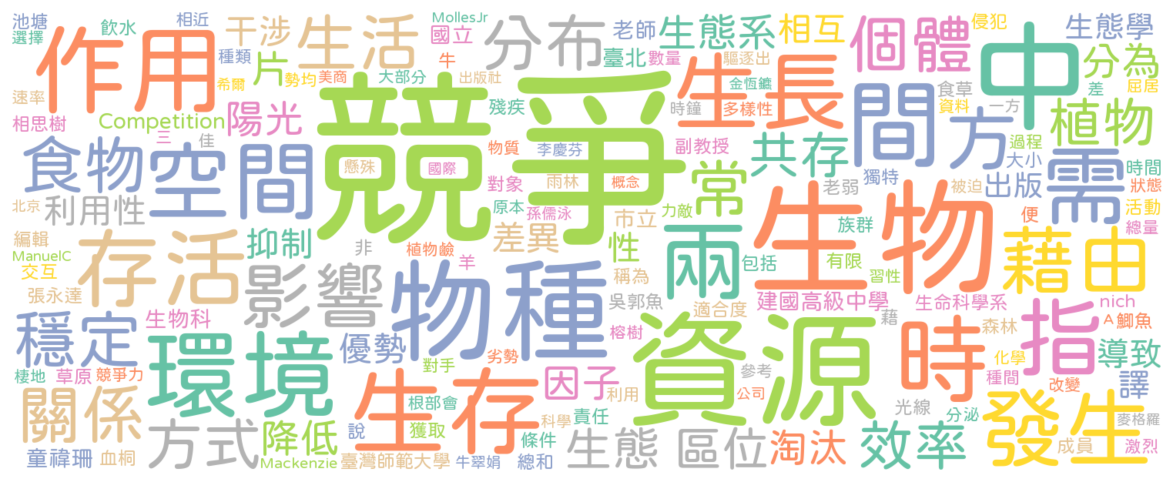 池塘 相近 MollesJr 侵犯
選擇 飲水 干涉 生活 國立 分布 老師 生態系 相互 個體 中 生態學
作用 種類 片 勢均 美商 牛 大部分 出版社 臺北 數量 驅逐出 分為
希爾 競爭 殘疾 生長 金恆鑣 食草 差 屈居
速率 陽光 時鐘 多樣性 間 資料 一方 植物
相思樹 Competition 三 佳 物質 李慶芬 副教授 共存 方 過程
食物 空間 懸殊 國際 對象 雨林 概念 常 老弱 獨特 出版 大小 需 時間 狀態
北京 利用性 原本 孫儒泳 市立 力敵 生物 被迫 便 活動
編輯 存活 抑制 非 植物鹼 差異 性 兩 族群 藉由 總量
ManuelC 影響 羊 稱為 包括 有限 習性
交互 張永達 物種 吳郭魚 適合度 建國高級中學 生命科學系 指 nich
穩定 生物科 環境 優勢 榕樹 資源 藉 時 森林 A 鯽魚
棲地 草原 競爭力 對手 劣勢 因子 參考 化學 種間 改變 導致
關係 生存 根部會 利用 公司 光線 發生 譯
方式 降低 說 獲取 科學 責任 分泌 麥格羅
童禕珊 血桐 Mackenzie 臺灣師範大學 牛翠娟 條件 總和 生態 區位 淘汰 效率 成員 激烈